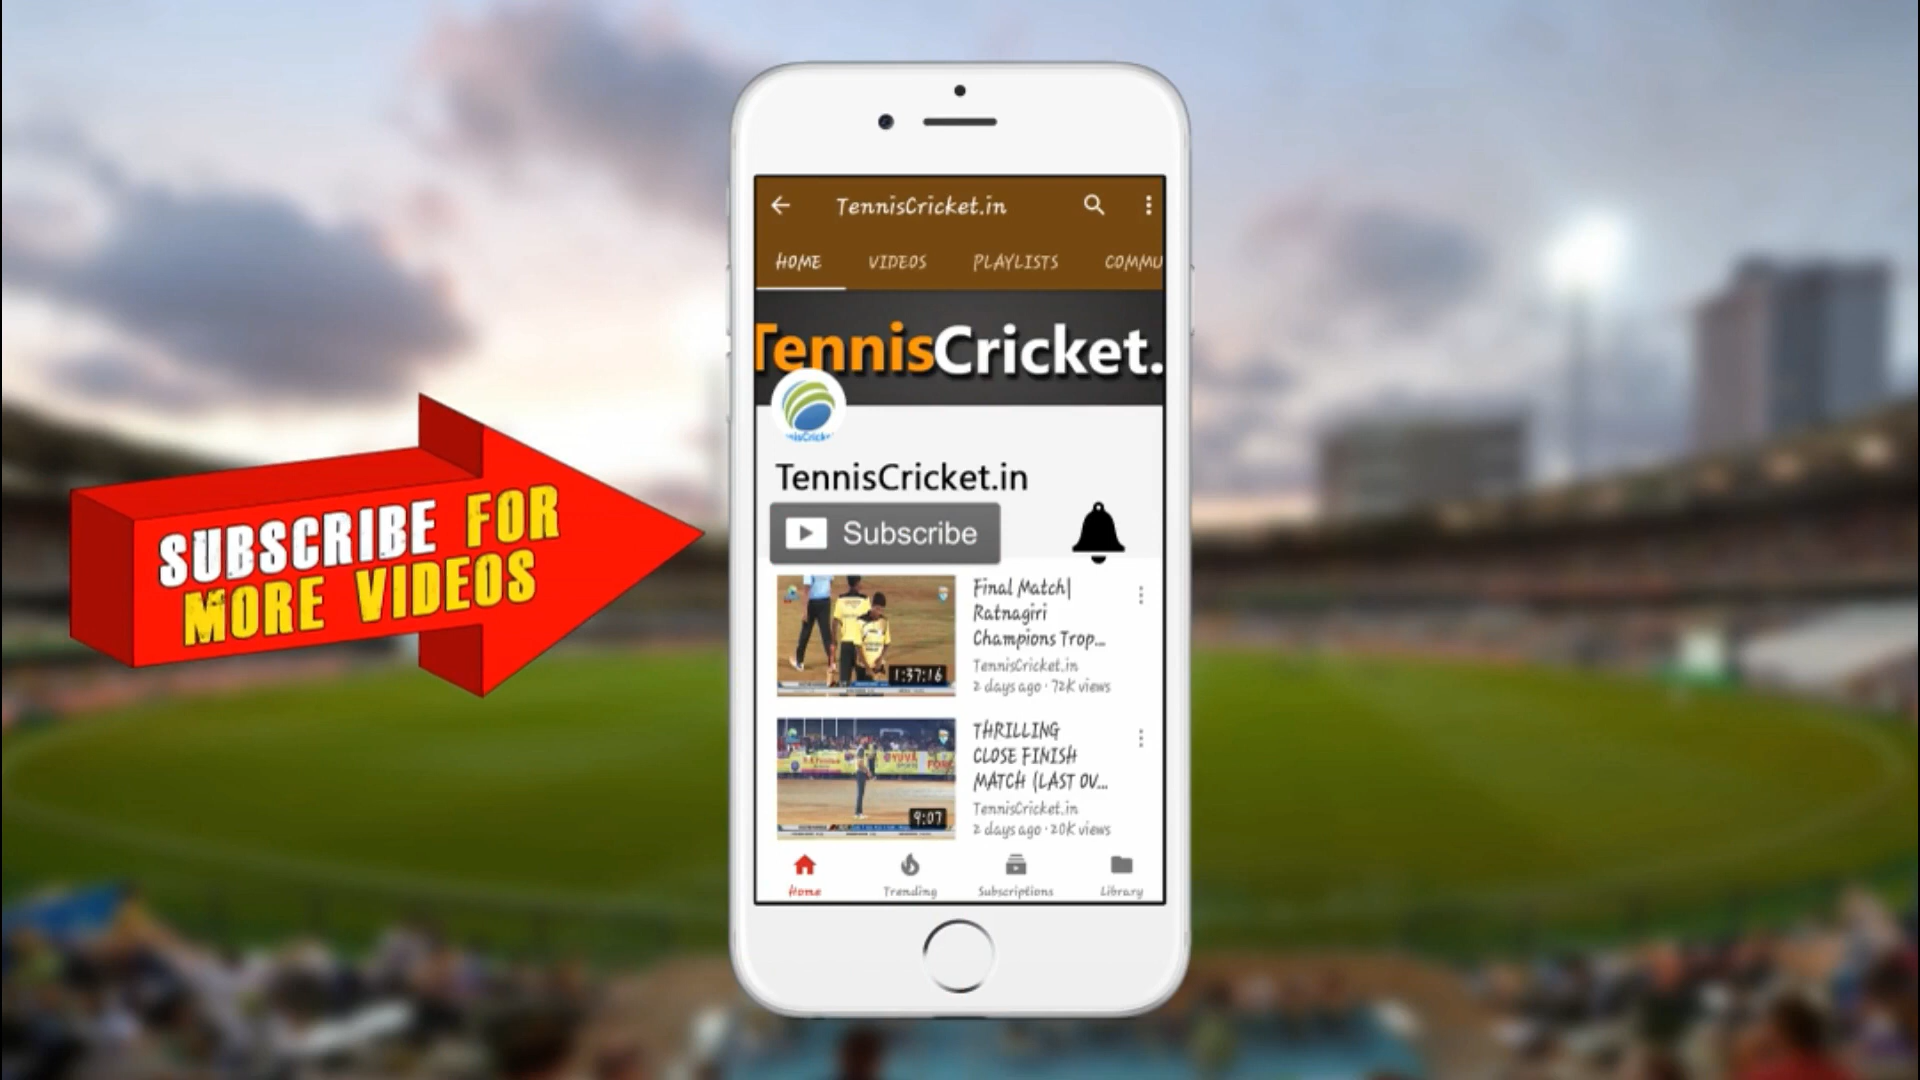 TennisCricket.in
HOME VIDEOS PLAYLISTS COMMU
TennisCricket.
TennisCricket.in
Subscribe
SUBSCRIBE FOR
MORE VIDEOS
Final Match|
Ratnagiri
Champions Trop...
TennisCricket.in
2 days ago · 72K views
1:37:16
THRILLING
CLOSE FINISH
MATCH (LAST OV...
TennisCricket.in
2 days ago · 20K views
9:07
Home Trending Subscriptions Library